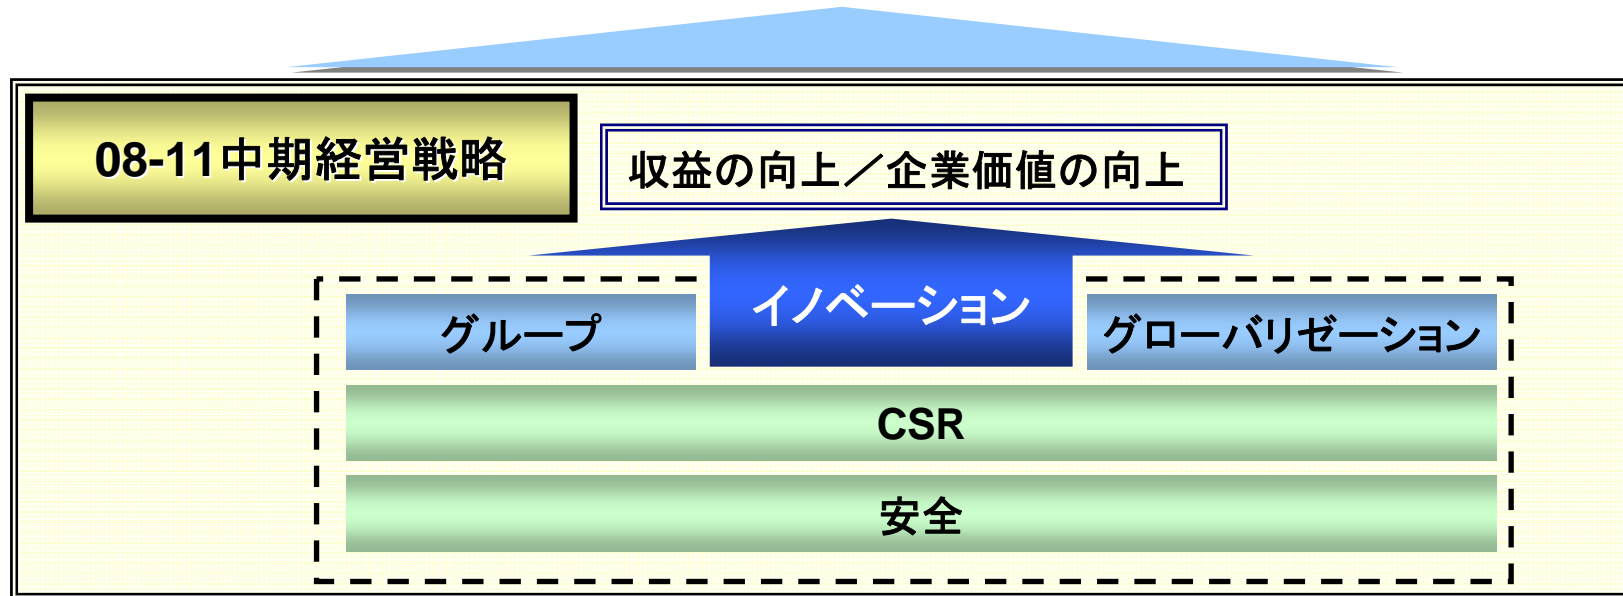 08-11中期経営戦略
収益の向上／企業価値の向上
イノベーション
グループ
グローバリゼーション
CSR
安全